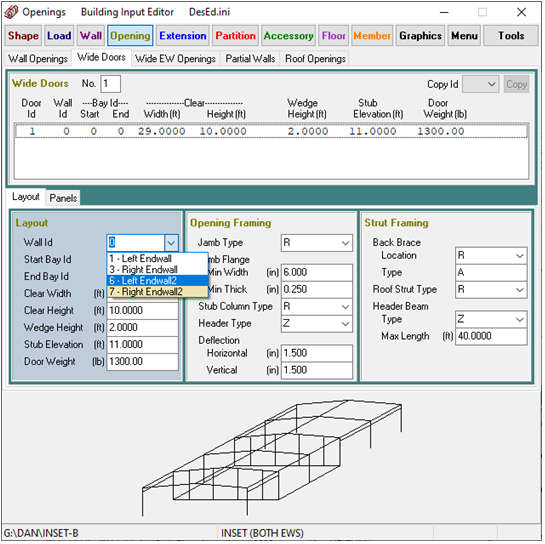 Openings Building Input Editor DesEd.ini
Shape Load Wall Opening Extension Partition Accessory Floor Member Graphics Menu Tools
Wall Openings Wide Doors Wide EW Openings Partial Walls Roof Openings
Wide Doors No. 1 Copy Id Copy
Door Wall ----Bay Id---- --------------Clear-------------- Wedge Stub Door
Id Id Start End Width (ft) Height (ft) Height (ft) Elevation (ft) Weight (lb)
1 0 0 0 29.0000 10.0000 2.0000 11.0000 1300.00
Layout Panels
Layout
Wall Id 0
1 - Left Endwall
3 - Right Endwall
6 - Left Endwall2
7 - Right Endwall2
Start Bay Id
End Bay Id
Clear Width (ft)
Clear Height (ft) 10.0000
Wedge Height (ft) 2.0000
Stub Elevation (ft) 11.0000
Door Weight (lb) 1300.00
Opening Framing
Jamb Type R
mb Flange
Min Width (in) 6.000
Min Thick (in) 0.250
Stub Column Type R
Header Type Z
Deflection
Horizontal (in) 1.500
Vertical (in) 1.500
Strut Framing
Back Brace
Location R
Type A
Roof Strut Type R
Header Beam
Type Z
Max Length (ft) 40.0000
G:\DAN\INSET-B INSET (BOTH EWS)